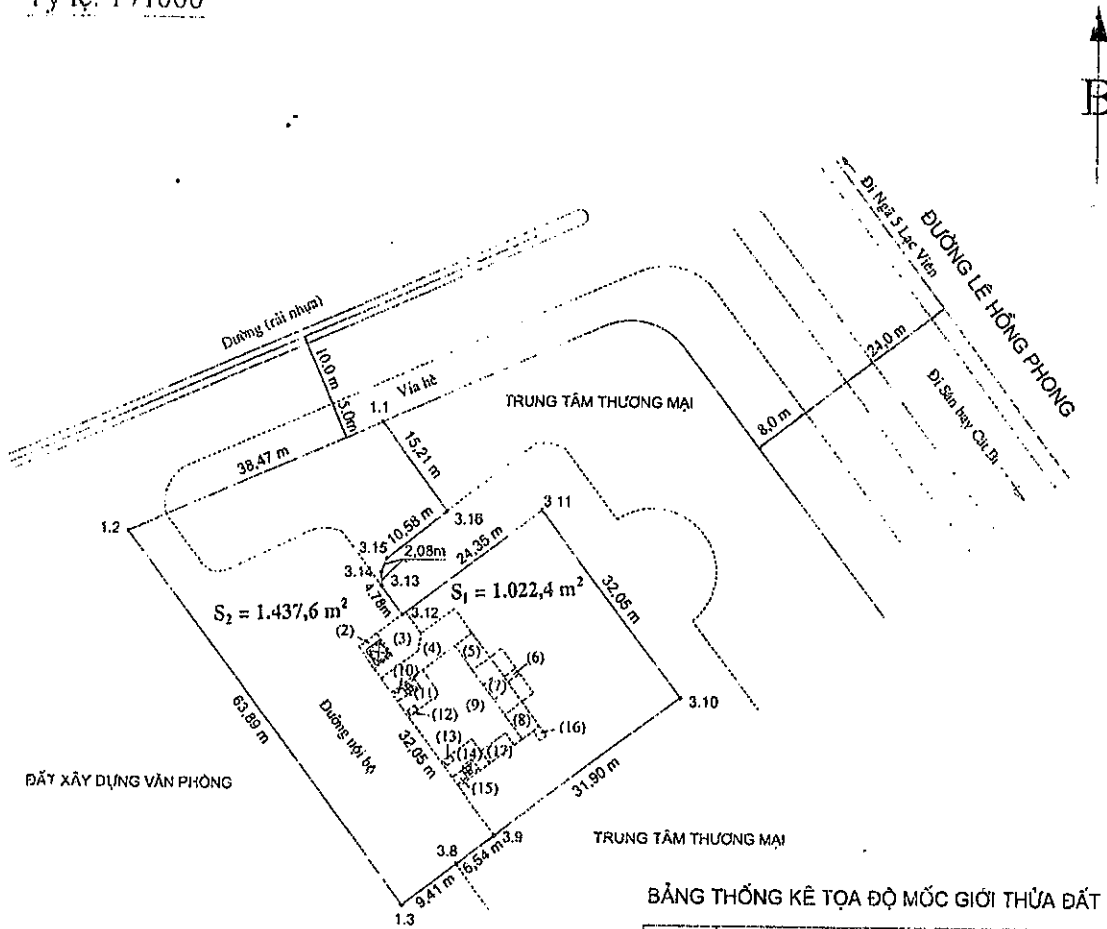 Tỷ lệ: 1 / 1000
B
Đi Ngã 5 Lạc Viên
ĐƯỜNG LÊ HỒNG PHONG
Đường (rải nhựa)
10.0 m
5.0m
Vỉa hè
1.1
TRUNG TÂM THƯƠNG MẠI
24,0 m
Đi Sân bay Cát Bi
8,0 m
38,47 m
15,21 m
1.2
3.16
3 11
10,58 m
3.15
2,08m
24,35 m
3.14
3.13
4,78m
S₂ = 1.437,6 m²
S₁ = 1.022,4 m²
32,05 m
3.12
(2)
(3)
(4)
(5)
(6)
(7)
(10)
(11)
(9)
(12)
(8)
(16)
3.10
63,89 m
Đường nội bộ
32,05 m
(13)
(14)
(17)
(15)
31,90 m
ĐẤT XÂY DỰNG VĂN PHÒNG
3.9
3.8
6,54 m
TRUNG TÂM THƯƠNG MẠI
9,41 m
1.3
BẢNG THỐNG KÊ TỌA ĐỘ MỐC GIỚI THỬA ĐẤT